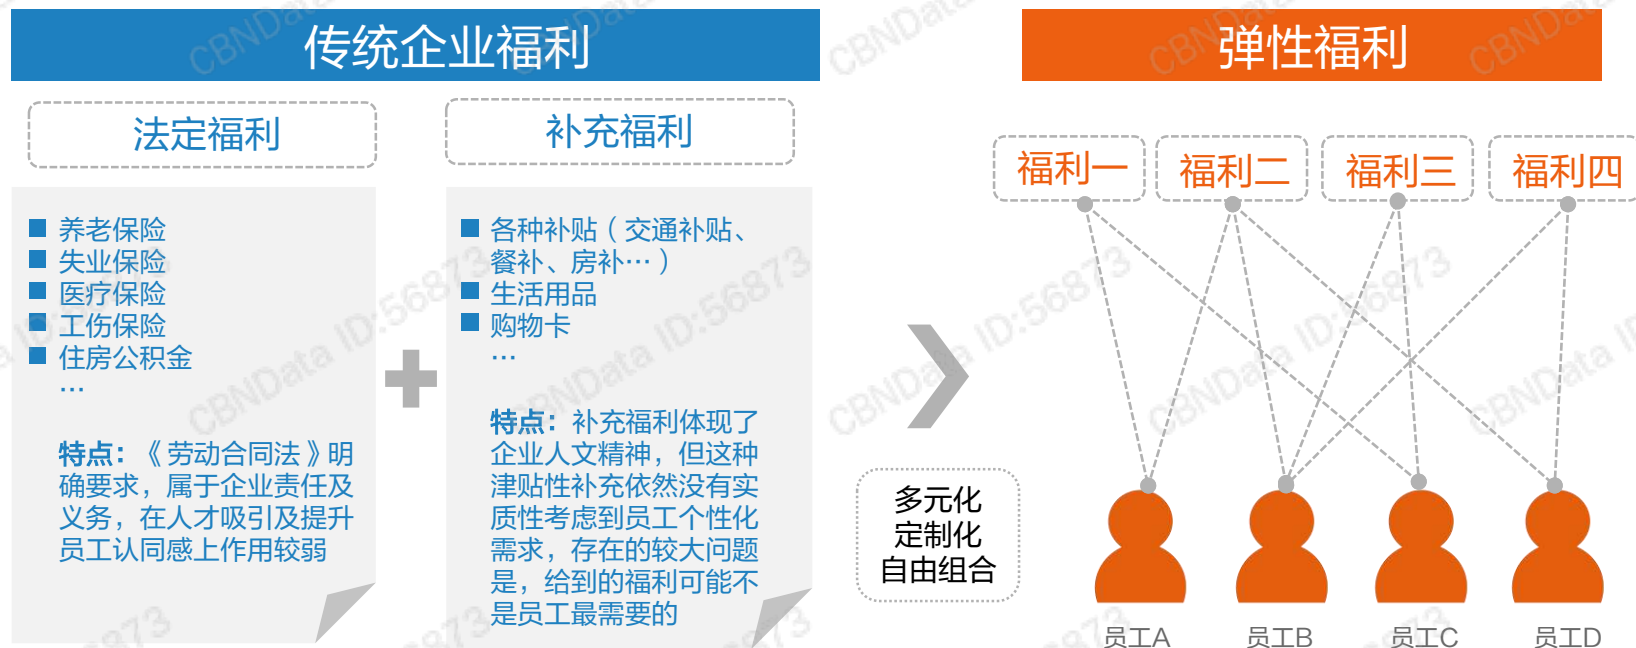 传统企业福利
弹性福利
法定福利
补充福利
养老保险
失业保险
医疗保险
工伤保险
住房公积金
…
特点：《劳动合同法》明
确要求，属于企业责任及
义务，在人才吸引及提升
员工认同感上作用较弱
各种补贴（交通补贴、
餐补、房补…）
生活用品
购物卡
…
特点：补充福利体现了
企业人文精神，但这种
津贴性补充依然没有实
质性考虑到员工个性化
需求，存在的较大问题
是，给到的福利可能不
是员工最需要的
多元化
定制化
自由组合
福利一
福利二
福利三
福利四
员工A
员工B
员工C
员工D
CBNData ID:56873